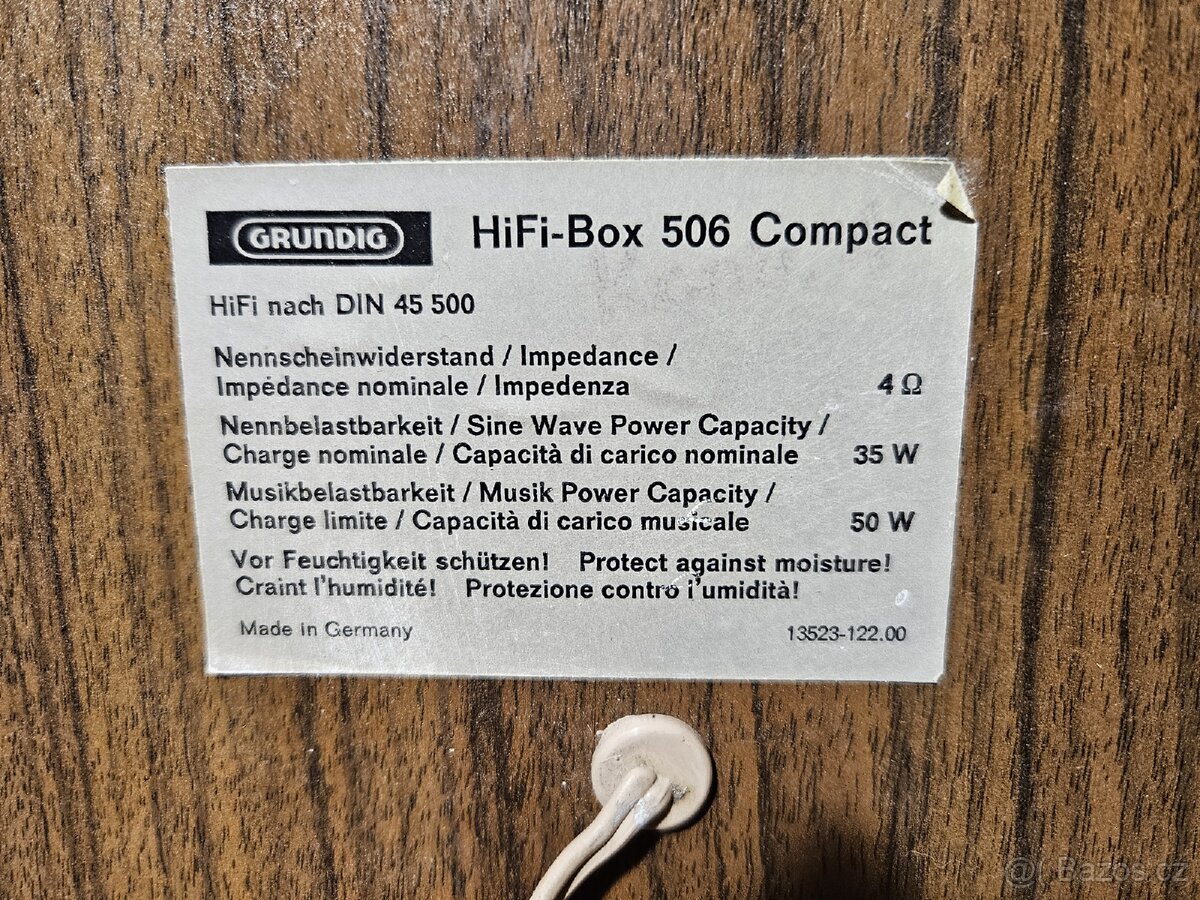 GRUNDIG HiFi-Box 506 Compact
HiFi nach DIN 45 500
Nennscheinwiderstand / Impedance /
Impédance nominale / Impedenza 4 Ω
Nennbelastbarkeit / Sine Wave Power Capacity /
Charge nominale / Capacità di carico nominale 35 W
Musikbelastbarkeit / Musik Power Capacity /
Charge limite / Capacità di carico musicale 50 W
Vor Feuchtigkeit schützen! Protect against moisture!
Craint l'humidité! Protezione contro l'umidità!
Made in Germany 13523-122.00
@ Bazos.cz